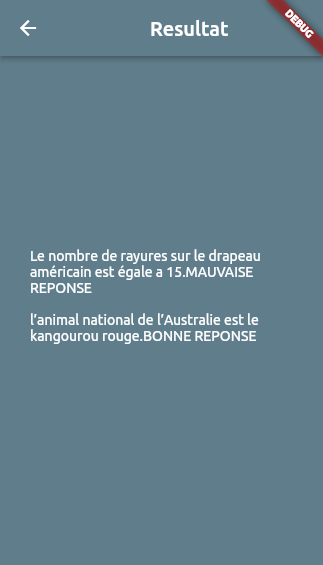 Resultat
DEBUG
Le nombre de rayures sur le drapeau
américain est égale a 15.MAUVAISE
REPONSE
l’animal national de l’Australie est le
kangourou rouge.BONNE REPONSE